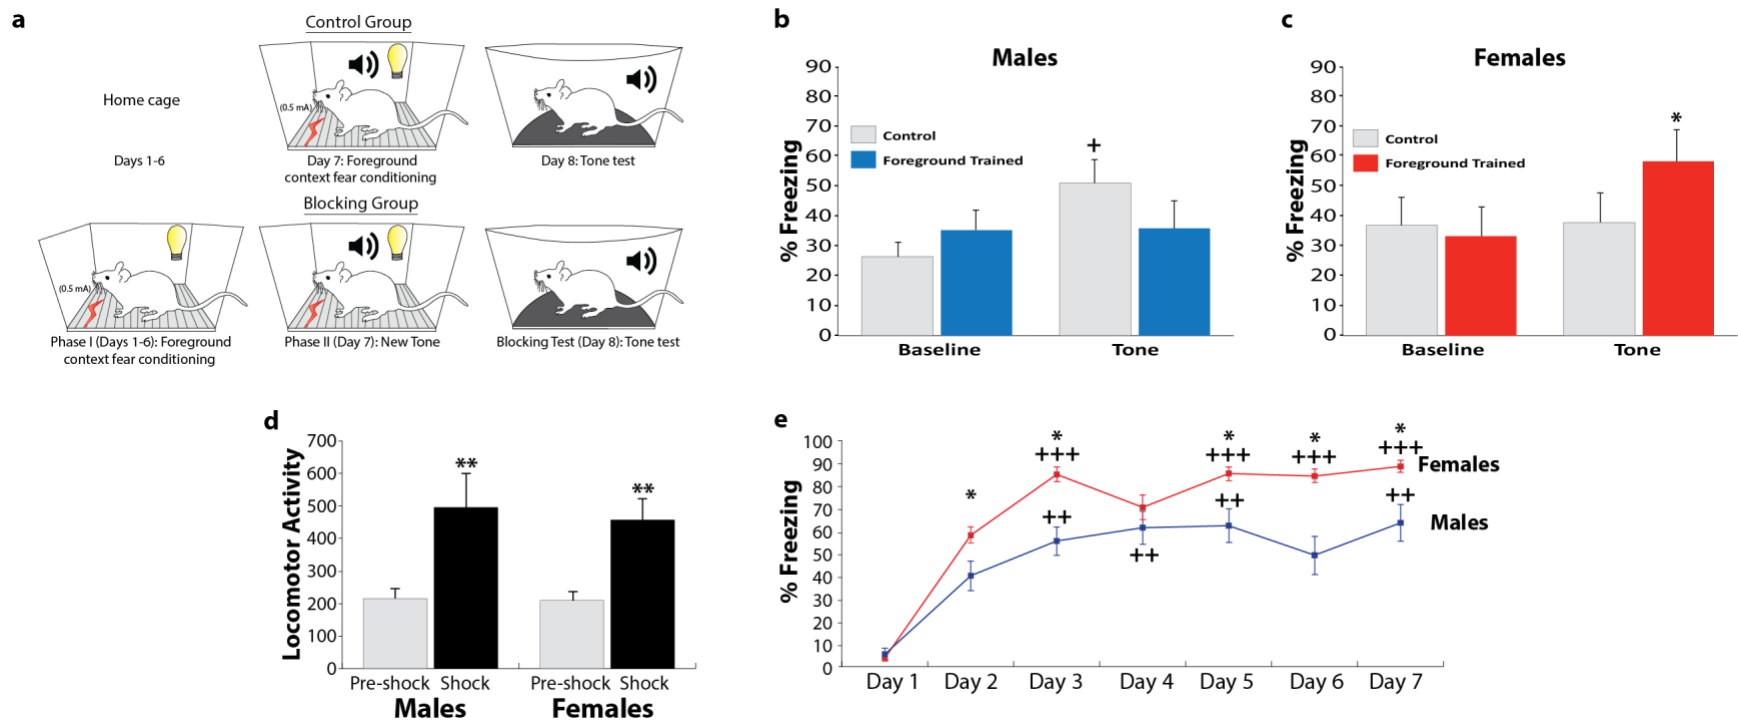 a
Control Group
Home cage
Days 1-6
(0.5 mA)
Day 7: Foreground
context fear conditioning
Day 8: Tone test
Blocking Group
(0.5 mA)
Phase I (Days 1-6): Foreground
context fear conditioning
Phase II (Day 7): New Tone
Blocking Test (Day 8): Tone test
b
Males
% Freezing
90
80
70
60
50
40
30
20
10
0
Control
Foreground Trained
+
Baseline
Tone
c
Females
% Freezing
90
80
70
60
50
40
30
20
10
0
Control
Foreground Trained
*
Baseline
Tone
d
Locomotor Activity
700
600
500
400
300
200
100
0
**
**
Pre-shock Shock
Pre-shock Shock
Males
Females
e
% Freezing
100
90
80
70
60
50
40
30
20
10
0
*
*
+++
++
++
*
+++
++
*
+++
*
+++
++
Females
Males
Day 1
Day 2
Day 3
Day 4
Day 5
Day 6
Day 7